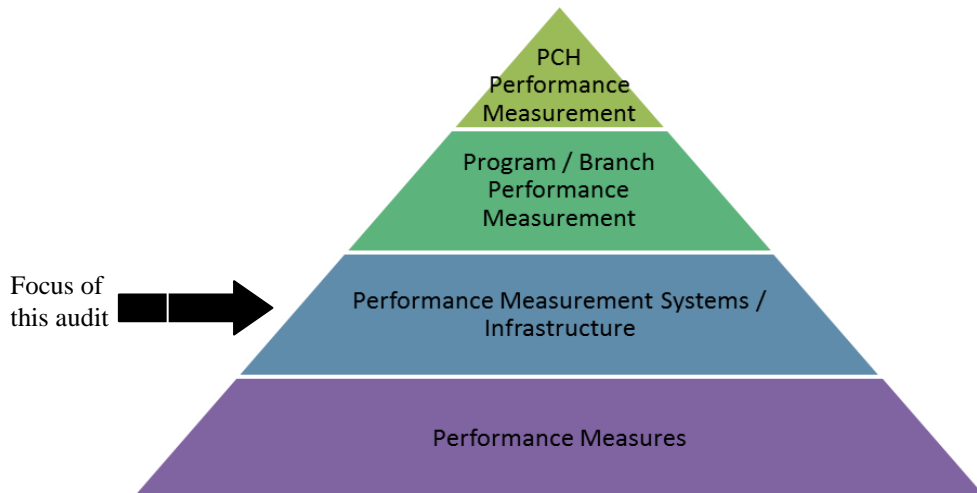 PCH
Performance
Measurement
Program / Branch
Performance
Measurement
Focus of
this audit
Performance Measurement Systems /
Infrastructure
Performance Measures